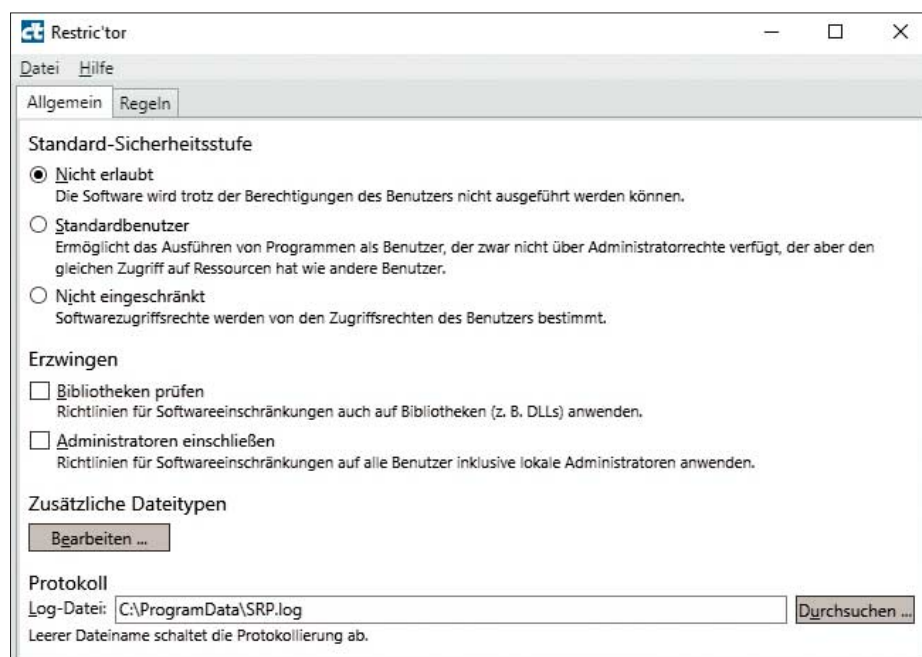 ct Restric'tor
Datei Hilfe
Allgemein Regeln
Standard-Sicherheitsstufe
Nicht erlaubt
Die Software wird trotz der Berechtigungen des Benutzers nicht ausgeführt werden können.
Standardbenutzer
Ermöglicht das Ausführen von Programmen als Benutzer, der zwar nicht über Administratorrechte verfügt, der aber den
gleichen Zugriff auf Ressourcen hat wie andere Benutzer.
Nicht eingeschränkt
Softwarezugriffsrechte werden von den Zugriffsrechten des Benutzers bestimmt.
Erzwingen
Bibliotheken prüfen
Richtlinien für Softwareeinschränkungen auch auf Bibliotheken (z. B. DLLs) anwenden.
Administratoren einschließen
Richtlinien für Softwareeinschränkungen auf alle Benutzer inklusive lokale Administratoren anwenden.
Zusätzliche Dateitypen
Bearbeiten ...
Protokoll
Log-Datei: C:\ProgramData\SRP.log Durchsuchen ...
Leerer Dateiname schaltet die Protokollierung ab.